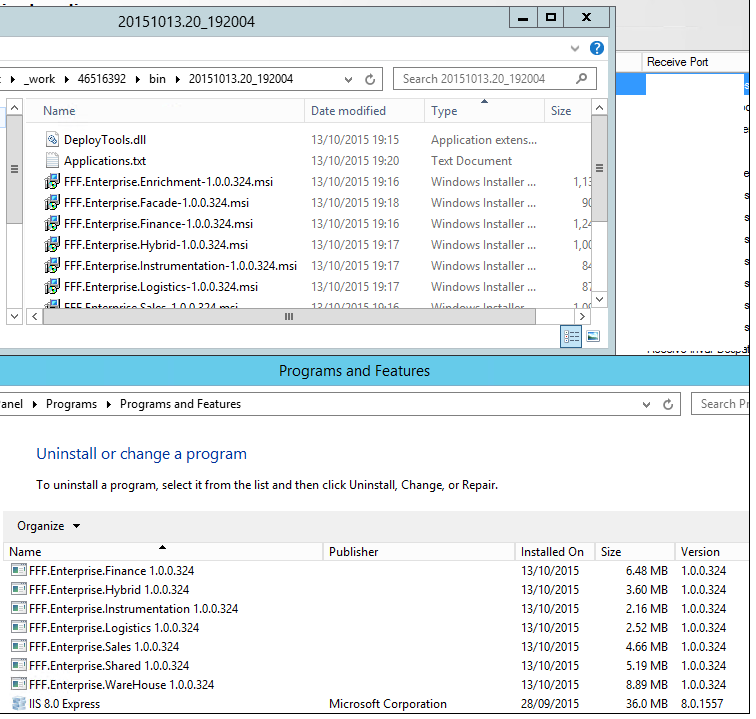 20151013.20_192004
_work 46516392 bin 20151013.20_192004 Search 20151013.20_192004
Receive Port
Name Date modified Type Size
DeployTools.dll 13/10/2015 19:15 Application extens...
Applications.txt 13/10/2015 19:20 Text Document
FFF.Enterprise.Enrichment-1.0.0.324.msi 13/10/2015 19:16 Windows Installer ... 1,13
FFF.Enterprise.Facade-1.0.0.324.msi 13/10/2015 19:18 Windows Installer ... 90
FFF.Enterprise.Finance-1.0.0.324.msi 13/10/2015 19:16 Windows Installer ... 1,24
FFF.Enterprise.Hybrid-1.0.0.324.msi 13/10/2015 19:17 Windows Installer ... 1,00
FFF.Enterprise.Instrumentation-1.0.0.324.msi 13/10/2015 19:17 Windows Installer ... 84
FFF.Enterprise.Logistics-1.0.0.324.msi 13/10/2015 19:17 Windows Installer ... 87
FFF.Enterprise.Sales-1.0.0.324.msi 13/10/2015 19:16 Windows Installer ...
Programs and Features
anel Programs Programs and Features Search Pr
Uninstall or change a program
To uninstall a program, select it from the list and then click Uninstall, Change, or Repair.
Organize
Name Publisher Installed On Size Version
FFF.Enterprise.Finance 1.0.0.324 13/10/2015 6.48 MB 1.0.0.324
FFF.Enterprise.Hybrid 1.0.0.324 13/10/2015 3.60 MB 1.0.0.324
FFF.Enterprise.Instrumentation 1.0.0.324 13/10/2015 2.16 MB 1.0.0.324
FFF.Enterprise.Logistics 1.0.0.324 13/10/2015 2.52 MB 1.0.0.324
FFF.Enterprise.Sales 1.0.0.324 13/10/2015 4.66 MB 1.0.0.324
FFF.Enterprise.Shared 1.0.0.324 13/10/2015 5.19 MB 1.0.0.324
FFF.Enterprise.WareHouse 1.0.0.324 13/10/2015 8.89 MB 1.0.0.324
IIS 8.0 Express Microsoft Corporation 28/09/2015 36.0 MB 8.0.1557